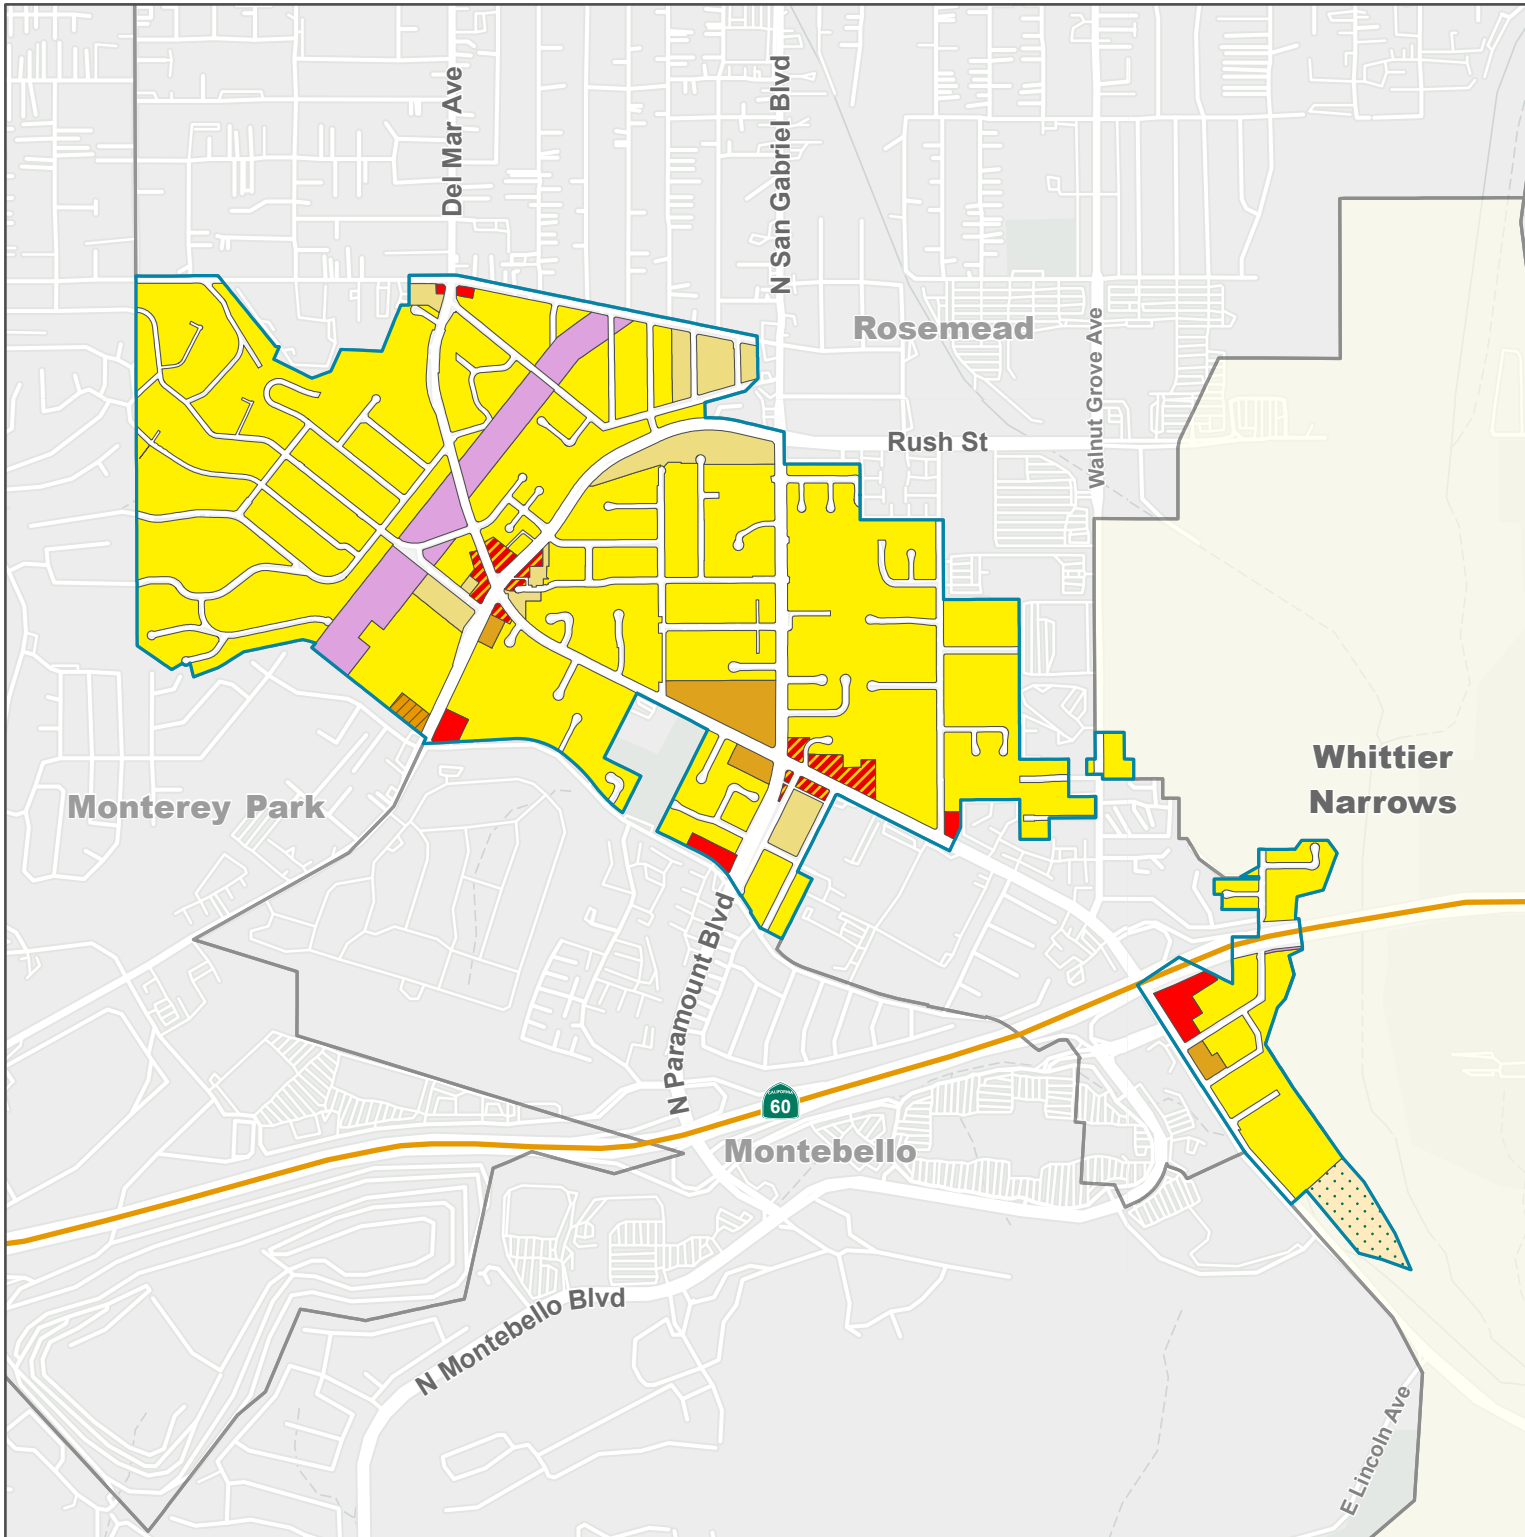 Del Mar Ave
N San Gabriel Blvd
Rosemead
Walnut Grove Ave
Rush St
Whittier
Narrows
Monterey Park
N Paramount Blvd
CALIFORNIA
60
Montebello
N Montebello Blvd
E Lincoln Ave